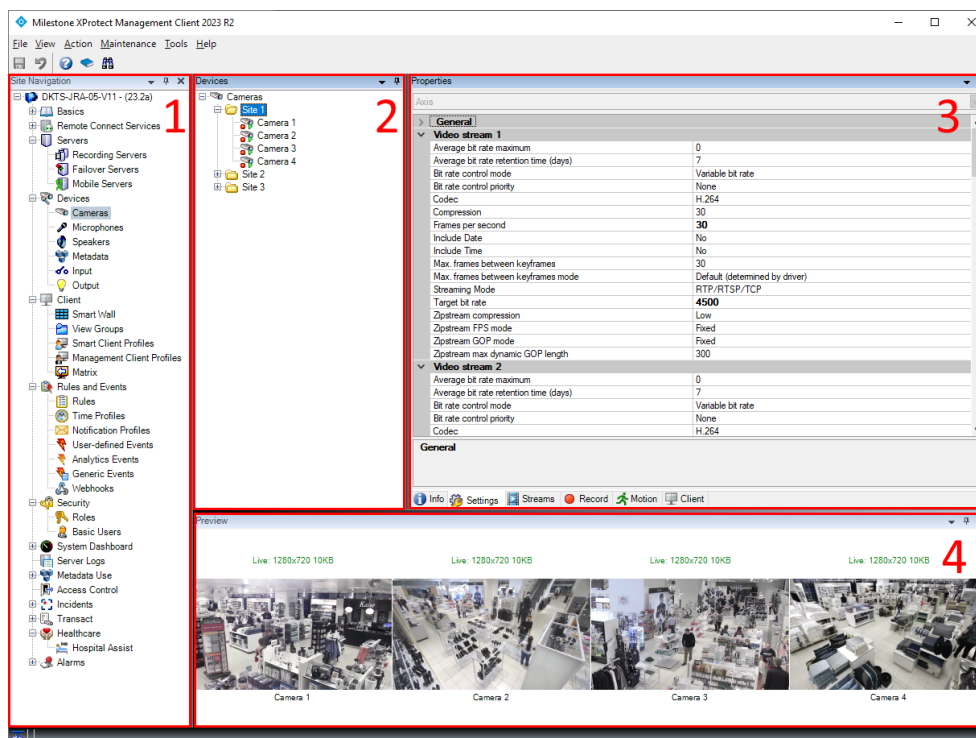 Milestone XProtect Management Client 2023 R2
File View Action Maintenance Tools Help
Site Navigation
1
DKTS-JRA-05-V11 - (23.2a)
Basics
Remote Connect Services
Servers
Recording Servers
Failover Servers
Mobile Servers
Devices
Cameras
Microphones
Speakers
Metadata
Input
Output
Client
Smart Wall
View Groups
Smart Client Profiles
Management Client Profiles
Matrix
Rules and Events
Rules
Time Profiles
Notification Profiles
User-defined Events
Analytics Events
Generic Events
Webhooks
Security
Roles
Basic Users
System Dashboard
Server Logs
Metadata Use
Access Control
Incidents
Transact
Healthcare
Hospital Assist
Alarms
Devices
2
Cameras
Site 1
Camera 1
Camera 2
Camera 3
Camera 4
Site 2
Site 3
Properties
3
Axis
General
Video stream 1
Average bit rate maximum 0
Average bit rate retention time (days) 7
Bit rate control mode Variable bit rate
Bit rate control priority None
Codec H.264
Compression 30
Frames per second 30
Include Date No
Include Time No
Max. frames between keyframes 30
Max. frames between keyframes mode Default (determined by driver)
Streaming Mode RTP/RTSP/TCP
Target bit rate 4500
Zipstream compression Low
Zipstream FPS mode Fixed
Zipstream GOP mode Fixed
Zipstream max dynamic GOP length 300
Video stream 2
Average bit rate maximum 0
Average bit rate retention time (days) 7
Bit rate control mode Variable bit rate
Bit rate control priority None
Codec H.264
General
Info Settings Streams Record Motion Client
Preview
4
Live: 1280x720 10KB Live: 1280x720 10KB Live: 1280x720 10KB Live: 1280x720 10KB
Camera 1 Camera 2 Camera 3 Camera 4